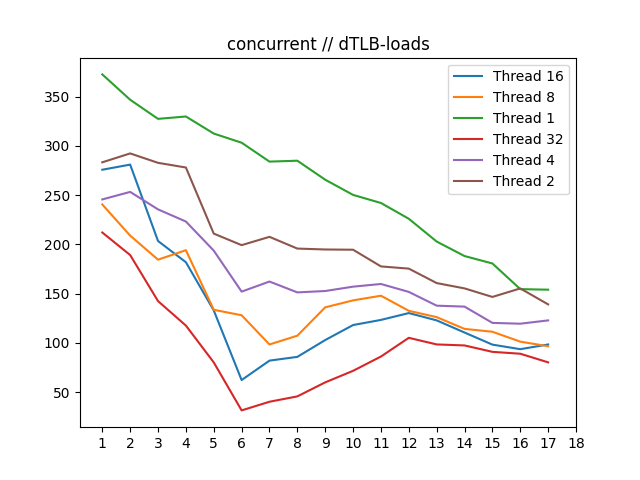 concurrent // dTLB-loads
Thread 16
Thread 8
Thread 1
Thread 32
Thread 4
Thread 2
350
300
250
200
150
100
50
1 2 3 4 5 6 7 8 9 10 11 12 13 14 15 16 17 18